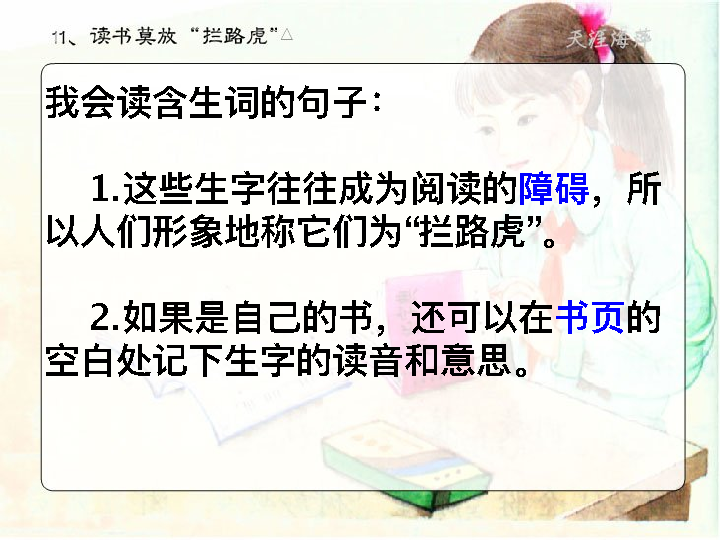 11、读书莫放“拦路虎”△
天涯海萍
我会读含生词的句子：
1.这些生字往往成为阅读的障碍，所
以人们形象地称它们为“拦路虎”。
2.如果是自己的书，还可以在书页的
空白处记下生字的读音和意思。